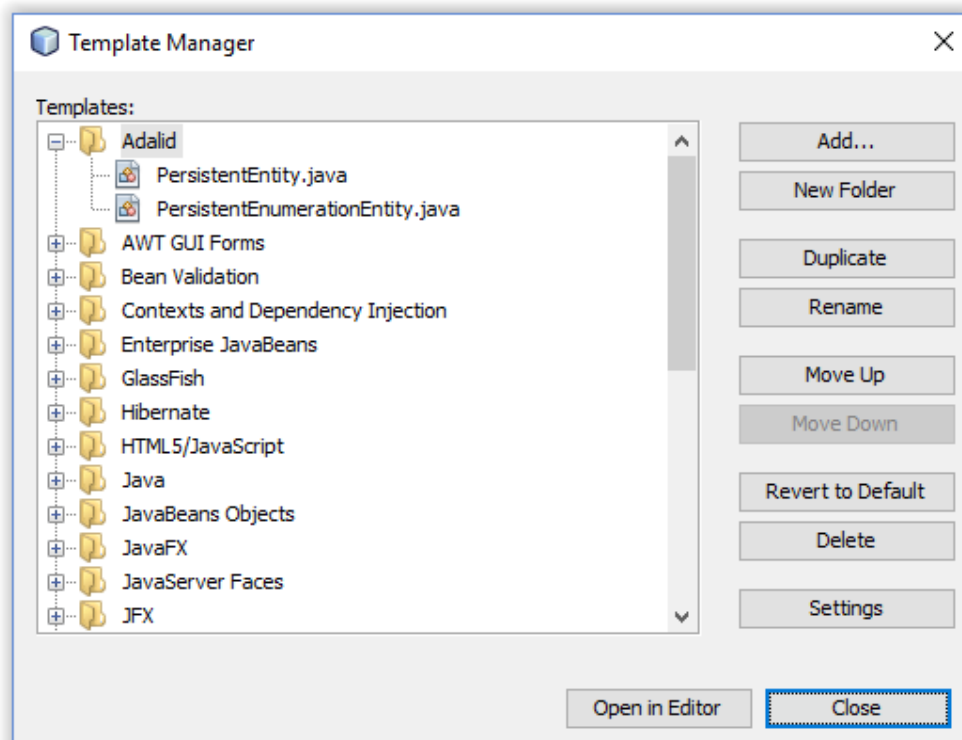 Template Manager
Templates:
Adalid
PersistentEntity.java
PersistentEnumerationEntity.java
AWT GUI Forms
Bean Validation
Contexts and Dependency Injection
Enterprise JavaBeans
GlassFish
Hibernate
HTML5/JavaScript
Java
JavaBeans Objects
JavaFX
JavaServer Faces
JFX
Add...
New Folder
Duplicate
Rename
Move Up
Move Down
Revert to Default
Delete
Settings
Open in Editor
Close